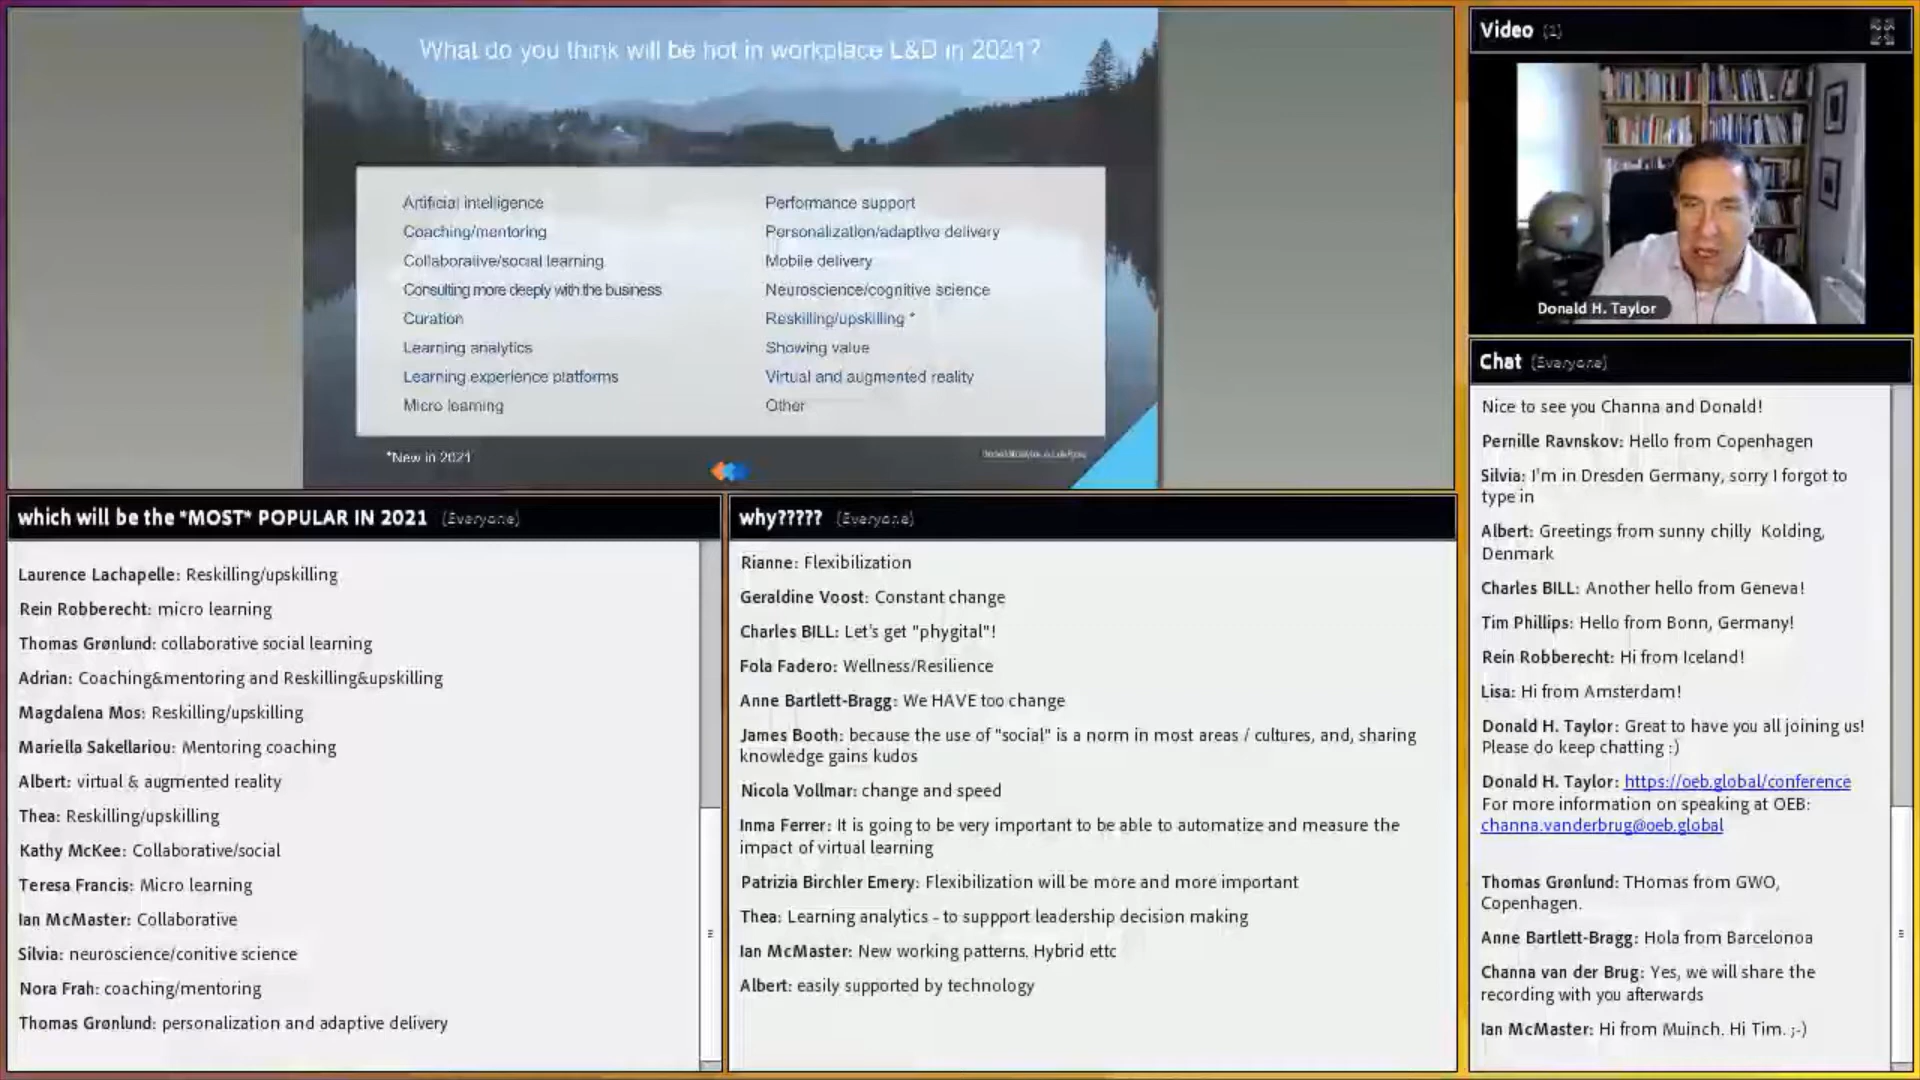 What do you think will be hot in workplace L&D in 2021?
Artificial intelligence
Coaching/mentoring
Collaborative/social learning
Consulting more deeply with the business
Curation
Learning analytics
Learning experience platforms
Micro learning
Performance support
Personalization/adaptive delivery
Mobile delivery
Neuroscience/cognitive science
Reskilling/upskilling *
Showing value
Virtual and augmented reality
Other
*New in 2021
Video (1)
Donald H. Taylor
which will be the *MOST* POPULAR IN 2021 (Everyone)
Laurence Lachapelle: Reskilling/upskilling
Rein Robberecht: micro learning
Thomas Grønlund: collaborative social learning
Adrian: Coaching&mentoring and Reskilling&upskilling
Magdalena Mos: Reskilling/upskilling
Mariella Sakellariou: Mentoring coaching
Albert: virtual & augmented reality
Thea: Reskilling/upskilling
Kathy McKee: Collaborative/social
Teresa Francis: Micro learning
Ian McMaster: Collaborative
Silvia: neuroscience/conitive science
Nora Frah: coaching/mentoring
Thomas Grønlund: personalization and adaptive delivery
why????? (Everyone)
Rianne: Flexibilization
Geraldine Voost: Constant change
Charles BILL: Let's get "phygital"!
Fola Fadero: Wellness/Resilience
Anne Bartlett-Bragg: We HAVE too change
James Booth: because the use of "social" is a norm in most areas / cultures, and, sharing
knowledge gains kudos
Nicola Vollmar: change and speed
Inma Ferrer: It is going to be very important to be able to automatize and measure the
impact of virtual learning
Patrizia Birchler Emery: Flexibilization will be more and more important
Thea: Learning analytics - to suppport leadership decision making
Ian McMaster: New working patterns. Hybrid ettc
Albert: easily supported by technology
Chat (Everyone)
Nice to see you Channa and Donald!
Pernille Ravnskov: Hello from Copenhagen
Silvia: I'm in Dresden Germany, sorry I forgot to
type in
Albert: Greetings from sunny chilly Kolding,
Denmark
Charles BILL: Another hello from Geneva!
Tim Phillips: Hello from Bonn, Germany!
Rein Robberecht: Hi from Iceland!
Lisa: Hi from Amsterdam!
Donald H. Taylor: Great to have you all joining us!
Please do keep chatting :)
Donald H. Taylor: https://oeb.global/conference
For more information on speaking at OEB:
channa.vanderbrug@oeb.global
Thomas Grønlund: THomas from GWO,
Copenhagen.
Anne Bartlett-Bragg: Hola from Barcelonoa
Channa van der Brug: Yes, we will share the
recording with you afterwards
Ian McMaster: Hi from Muinch. Hi Tim. ;-)